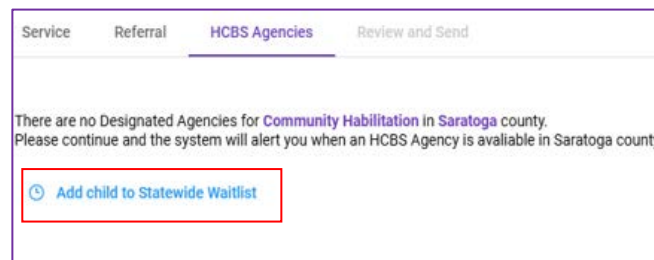 Service Referral HCBS Agencies Review and Send
There are no Designated Agencies for Community Habilitation in Saratoga county.
Please continue and the system will alert you when an HCBS Agency is avaliable in Saratoga county
Add child to Statewide Waitlist